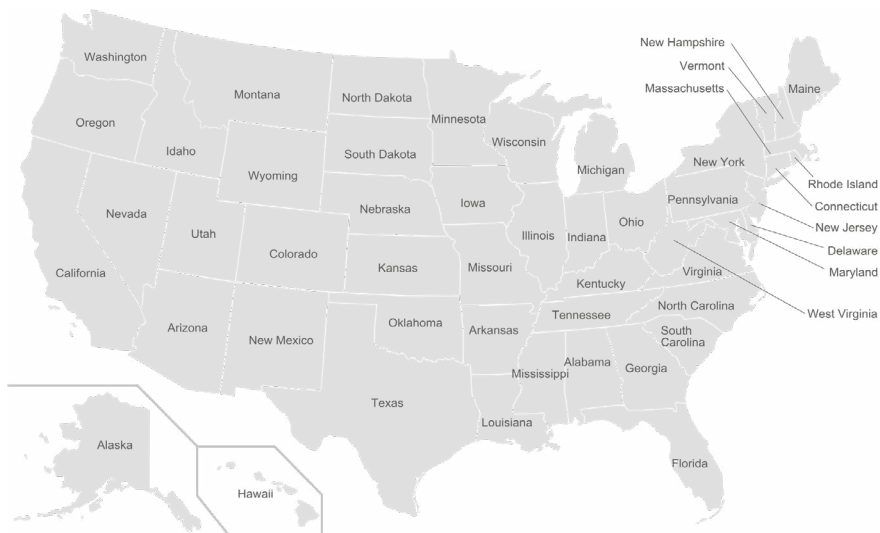 New Hampshire
Vermont
Massachusetts
Maine
Washington
Montana
North Dakota
Minnesota
Oregon
Idaho
Wisconsin
South Dakota
Michigan
New York
Wyoming
Rhode Island
Pennsylvania
Connecticut
Iowa
Nebraska
Nevada
New Jersey
Ohio
Utah
Illinois
Indiana
Delaware
Colorado
Kansas
Missouri
California
Virginia
Maryland
Kentucky
North Carolina
West Virginia
Tennessee
Oklahoma
Arizona
Arkansas
South
Carolina
New Mexico
Alabama
Mississippi
Georgia
Texas
Louisiana
Alaska
Florida
Hawaii